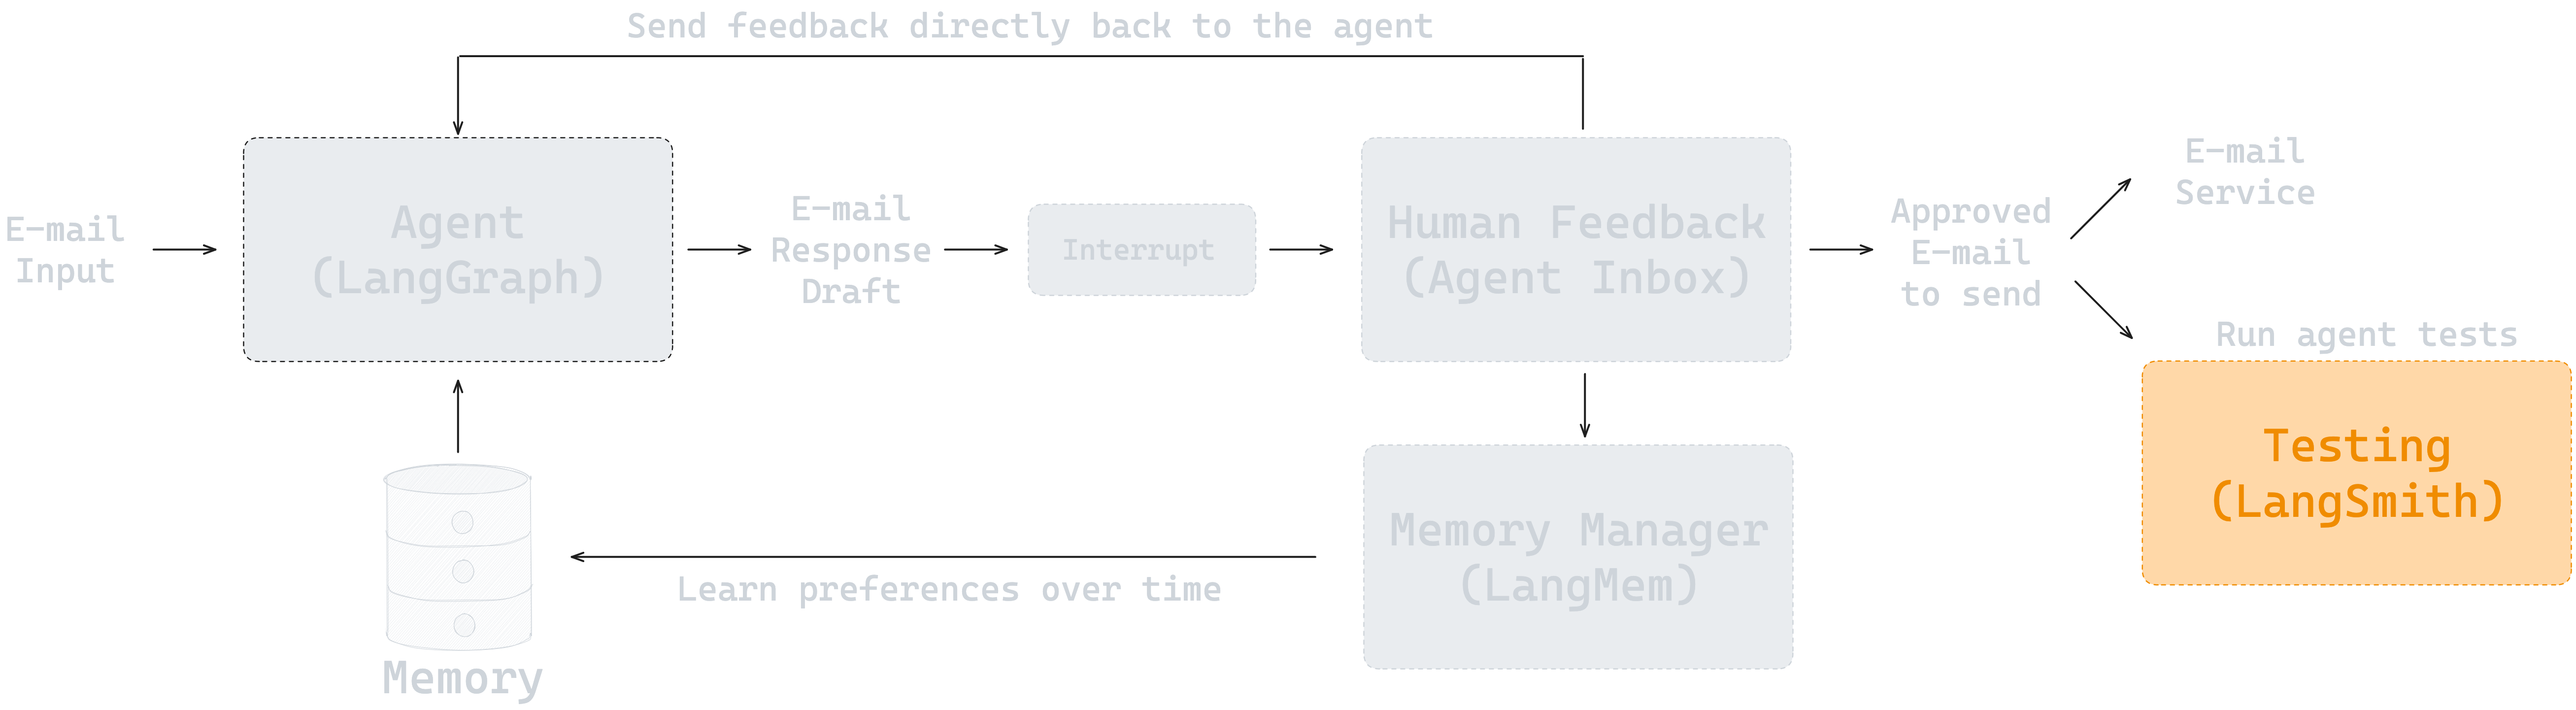 Send feedback directly back to the agent
E-mail
Input
Agent
(LangGraph)
E-mail
Response
Draft
Interrupt
Human Feedback
(Agent Inbox)
Approved
E-mail
to send
E-mail
Service
Run agent tests
Testing
(LangSmith)
Memory Manager
(LangMem)
Learn preferences over time
Memory